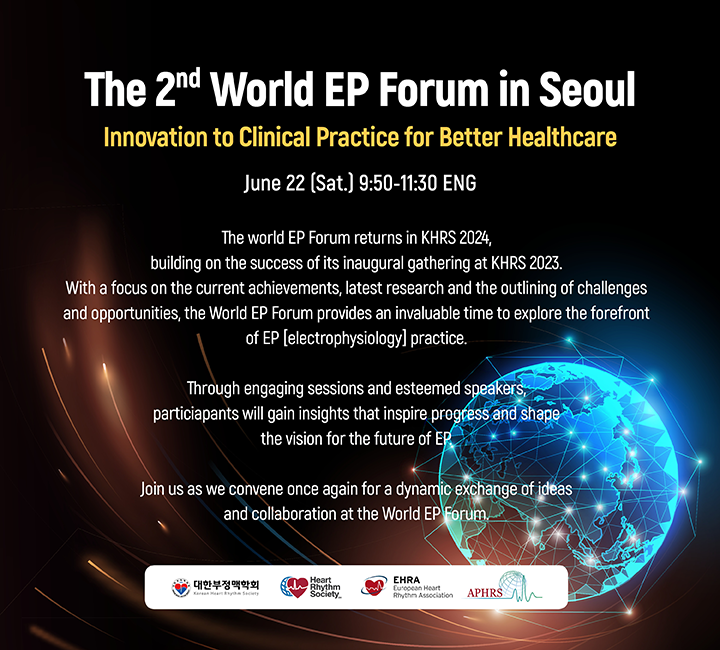 The 2nd World EP Forum in Seoul
Innovation to Clinical Practice for Better Healthcare
June 22 (Sat.) 9:50-11:30 ENG
The world EP Forum returns in KHRS 2024,
building on the success of its inaugural gathering at KHRS 2023.
With a focus on the current achievements, latest research and the outlining of challenges
and opportunities, the World EP Forum provides an invaluable time to explore the forefront
of EP [electrophysiology] practice.
Through engaging sessions and esteemed speakers,
particiapants will gain insights that inspire progress and shape
the vision for the future of EP.
Join us as we convene once again for a dynamic exchange of ideas
and collaboration at the World EP Forum.
대한부정맥학회
Korean Heart Rhythm Society
Heart
Rhythm
Society
EHRA
European Heart
Rhythm Association
APHRS